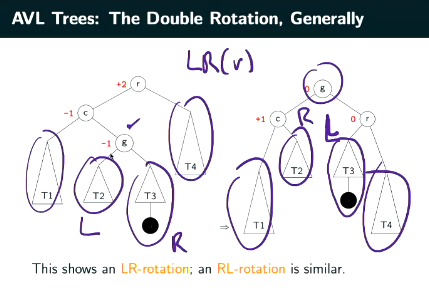 AVL Trees: The Double Rotation, Generally
LR(r)
+2 r
0 g
-1 c
+1 c
R
L
0 r
-1 g
T1
T2
T3
T4
T1
T2
T3
T4
L
R
⇒
This shows an LR-rotation; an RL-rotation is similar.